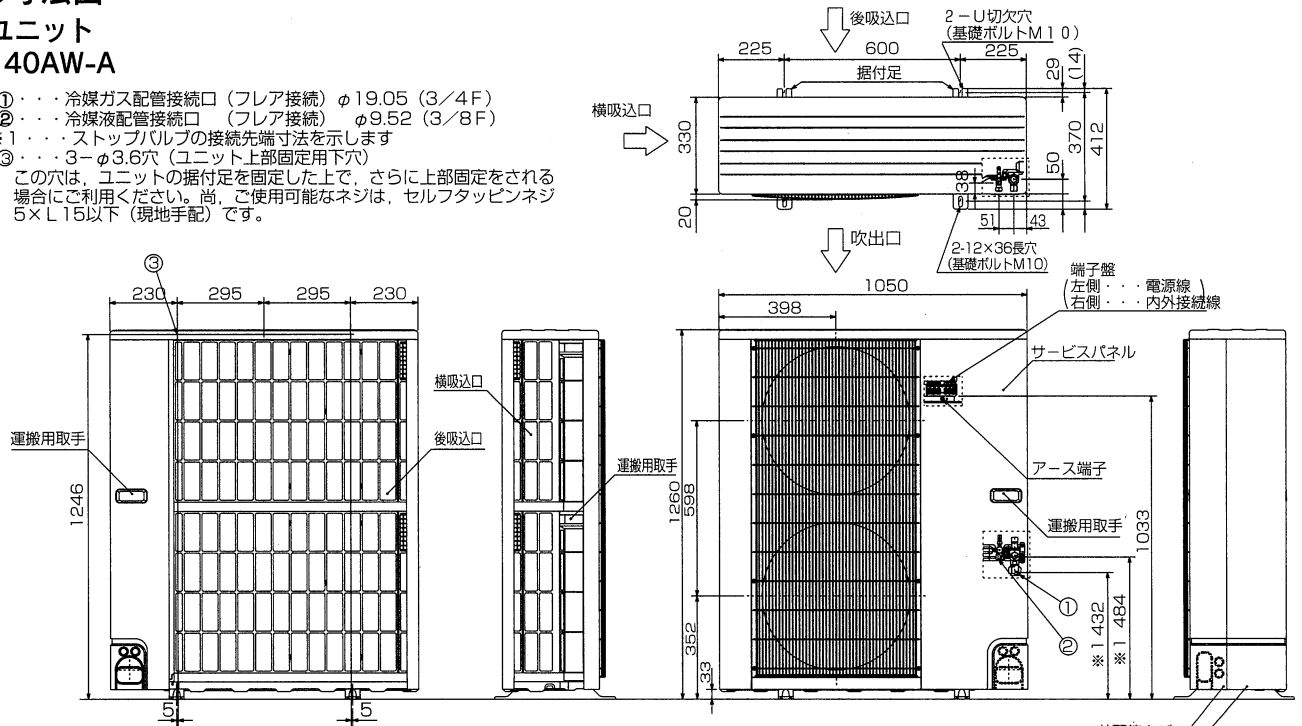 ユニット
40AW-A
①・・・冷媒ガス配管接続口（フレア接続）φ19.05（3/4F）
②・・・冷媒液配管接続口　（フレア接続）　φ9.52（3/8F）
※1・・・ストップバルブの接続先端寸法を示します
③・・・3－φ3.6穴（ユニット上部固定用下穴）
この穴は，ユニットの据付足を固定した上で，さらに上部固定をされる
場合にご利用ください。尚，ご使用可能なネジは，セルフタッピンネジ
5×L15以下（現地手配）です。
後吸込口
2－U切欠穴
（基礎ボルトM10）
225
600
225
据付足
29
(14)
横吸込口
330
20
38
50
370
412
51
43
吹出口
2-12×36長穴
（基礎ボルトM10）
③
230
295
295
230
1246
運搬用取手
後吸込口
5
5
横吸込口
運搬用取手
1050
398
端子盤
左側・・・電源線
右側・・・内外接続線
サービスパネル
アース端子
運搬用取手
1260
598
352
33
①
②
※1 432
※1 484
1033